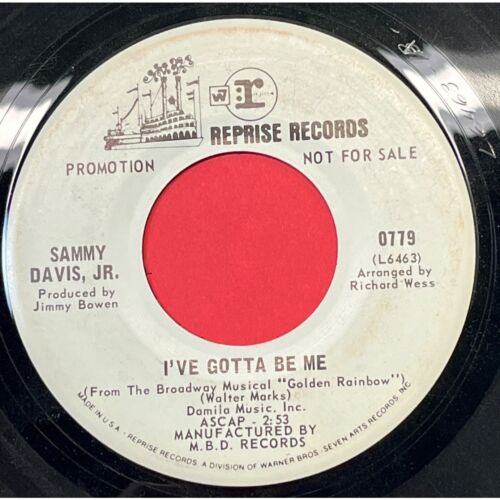 W7
r
REPRISE RECORDS
PROMOTION
NOT FOR SALE
SAMMY
DAVIS, JR.
Produced by
Jimmy Bowen
0779
(L6463)
Arranged by
Richard Wess
I'VE GOTTA BE ME
(From The Broadway Musical "Golden Rainbow")
(Walter Marks)
Damila Music, Inc.
ASCAP - 2:53
MANUFACTURED BY
M.B.D. RECORDS
MADE IN U.S.A. - REPRISE RECORDS, A DIVISION OF WARNER BROS. - SEVEN ARTS RECORDS, INC.